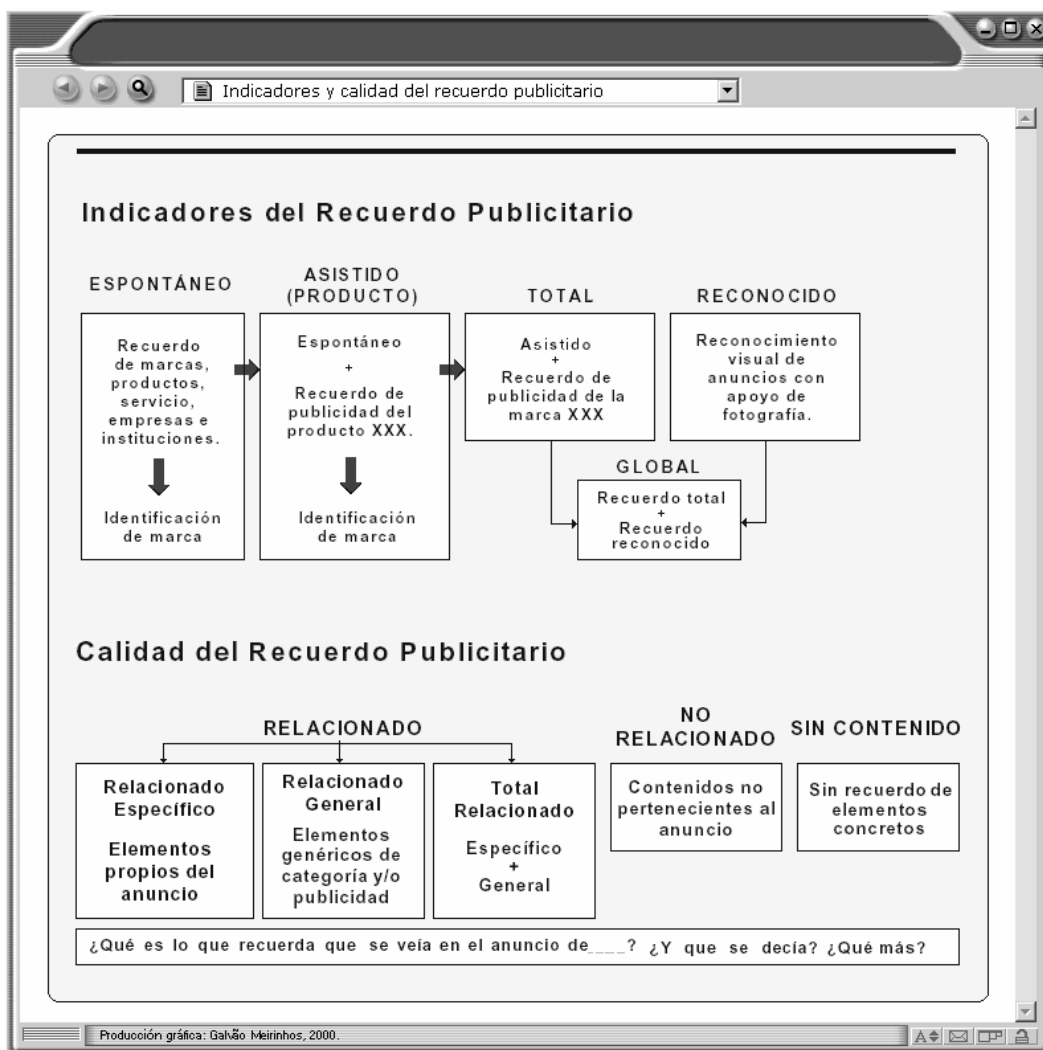 Indicadores y calidad del recuerdo publicitario
Indicadores del Recuerdo Publicitario
ESPONTÁNEO
Recuerdo
de marcas,
productos,
servicio,
empresas e
instituciones.
Identificación
de marca
ASISTIDO
(PRODUCTO)
Espontáneo
+
Recuerdo de
publicidad del
producto XXX.
Identificación
de marca
TOTAL
Asistido
+
Recuerdo de
publicidad de la
marca XXX
RECONOCIDO
Reconocimiento
visual de
anuncios con
apoyo de
fotografía.
GLOBAL
Recuerdo total
+
Recuerdo
reconocido
Calidad del Recuerdo Publicitario
RELACIONADO
Relacionado
Específico
Elementos
propios del
anuncio
Relacionado
General
Elementos
genéricos de
categoría y/o
publicidad
Total
Relacionado
Específico
+
General
NO
RELACIONADO
Contenidos no
pertenecientes al
anuncio
SIN CONTENIDO
Sin recuerdo de
elementos
concretos
¿Qué es lo que recuerda que se veía en el anuncio de____? ¿Y que se decía? ¿Qué más?
Producción gráfica: Galvão Meirinhos, 2000.
A